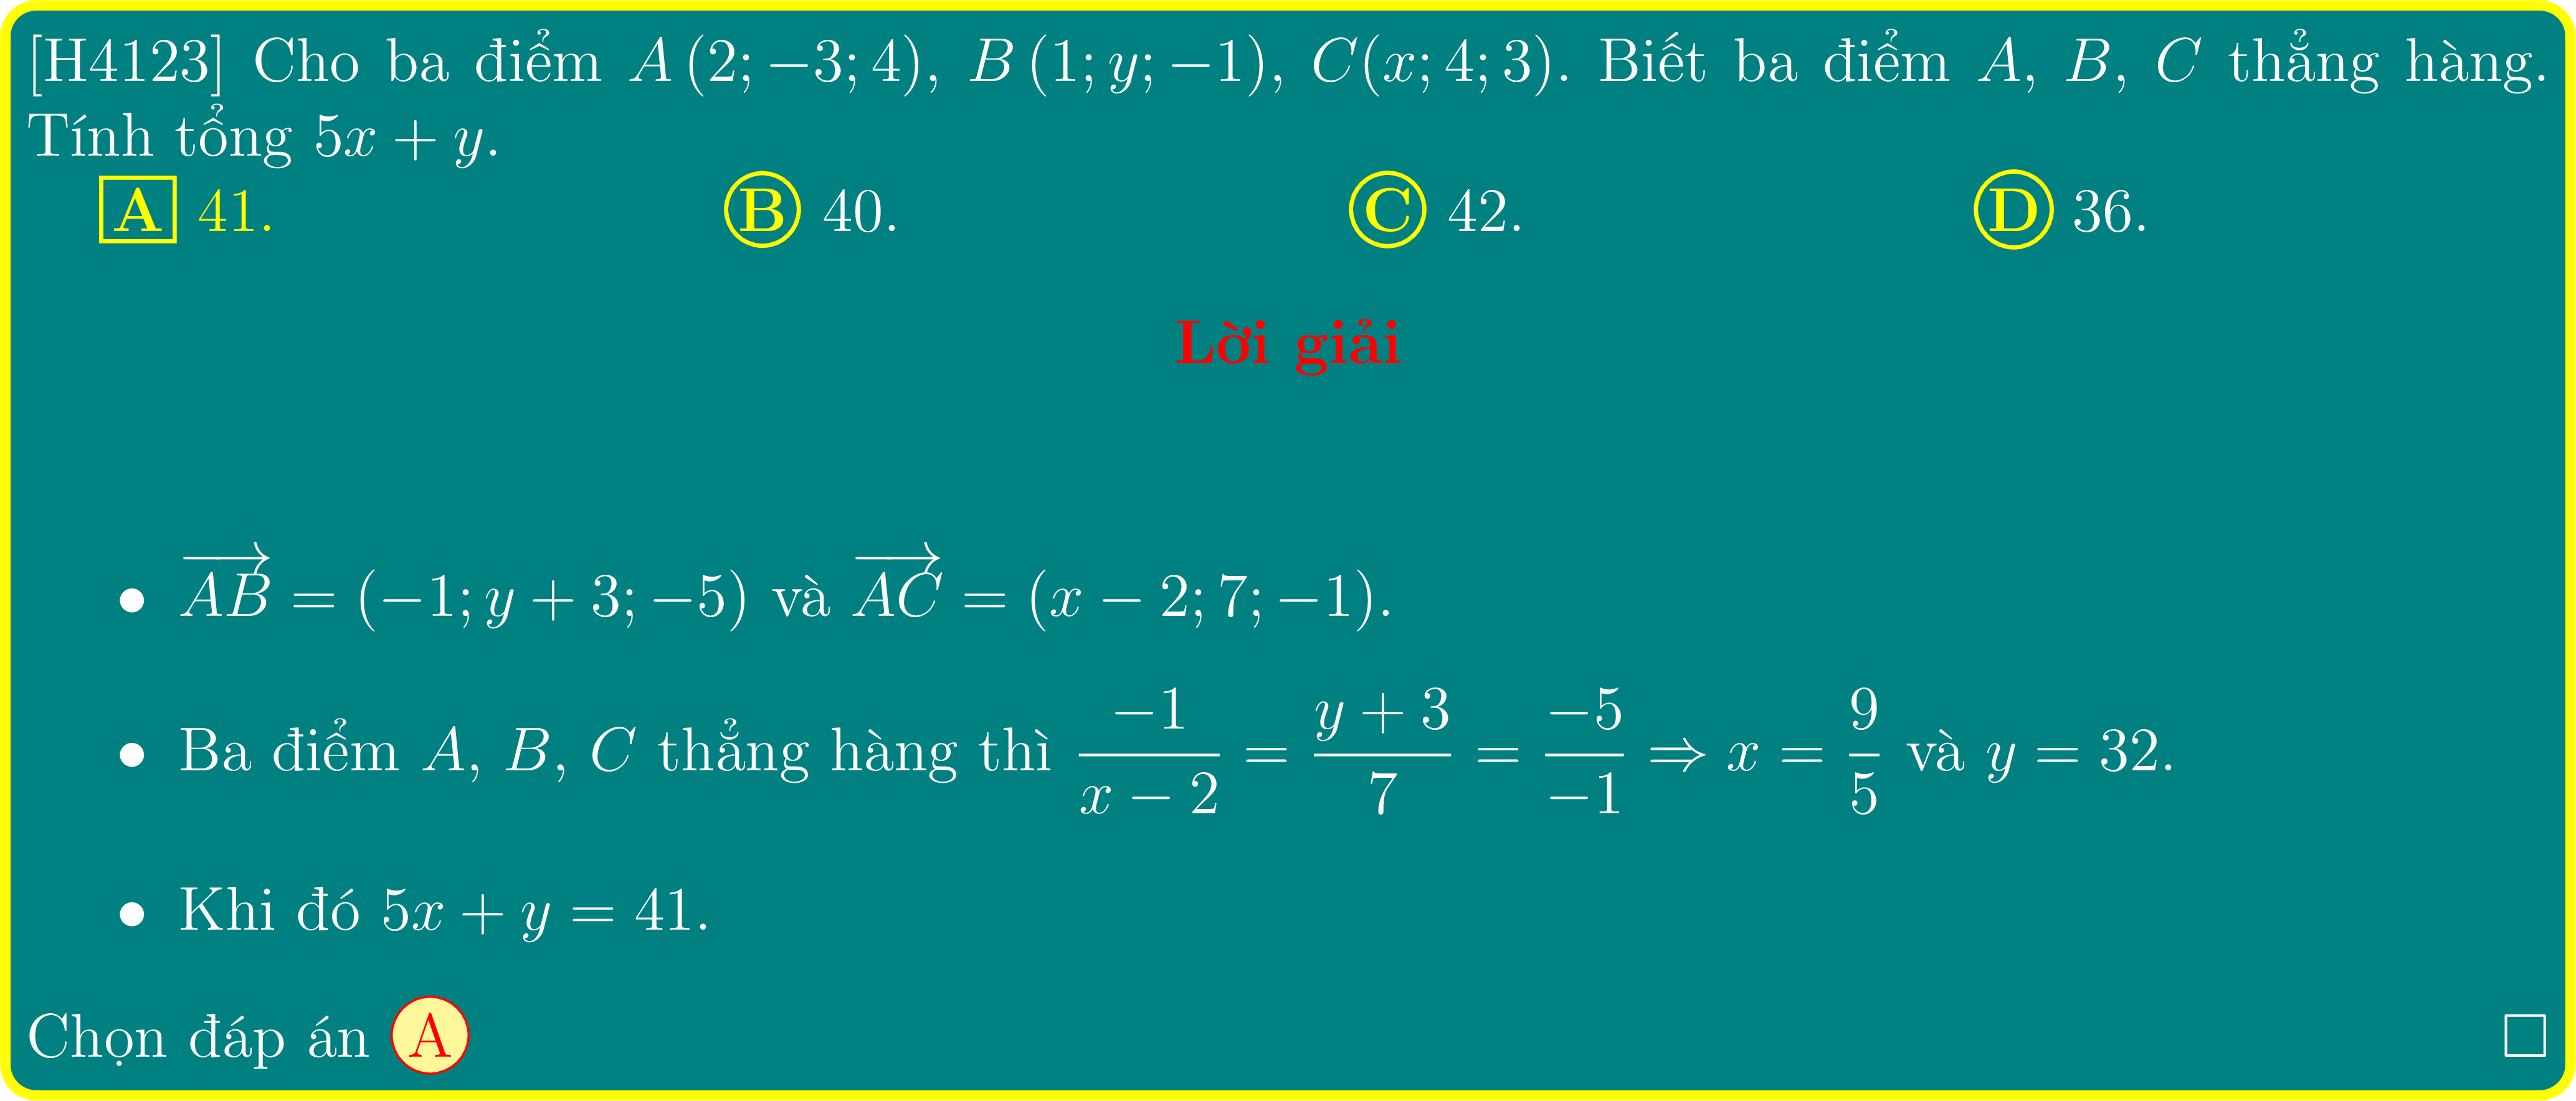 [H4123] Cho ba điểm A (2; −3; 4), B (1; y; −1), C(x; 4; 3). Biết ba điểm A, B, C thẳng hàng.
Tính tổng 5x + y.
A 41. B 40. C 42. D 36.
Lời giải
• $\overrightarrow{AB}$ = (−1; y + 3; −5) và $\overrightarrow{AC}$ = (x − 2; 7; −1).
• Ba điểm A, B, C thẳng hàng thì $\frac{-1}{x-2} = \frac{y+3}{7} = \frac{-5}{-1}$ ⇒ x = $\frac{9}{5}$ và y = 32.
• Khi đó 5x + y = 41.
Chọn đáp án A □